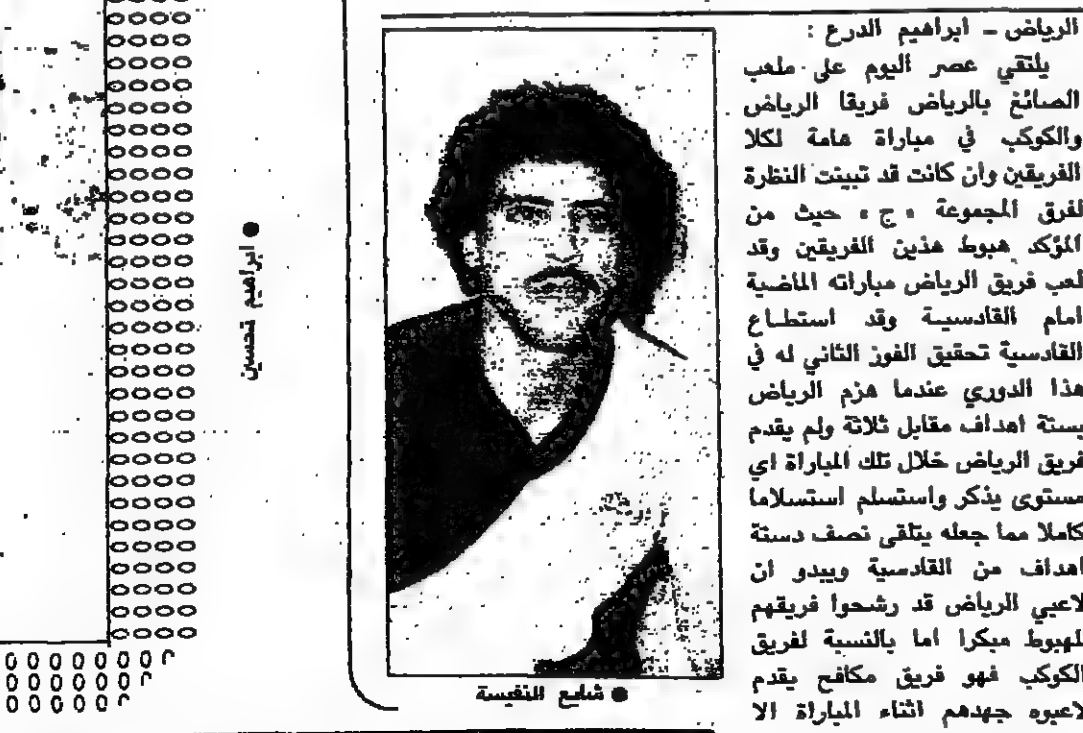 الرياض ـ ابراهيم الدرع :
يلتقي عصر اليوم على ملعب
الصائغ بالرياض فريقا الرياض
والكوكب في مباراة هامة لكلا
الفريقين وان كانت قد تبينت النظرة
لفرق المجموعة « ج » حيث من
المؤكد هبوط هذين الفريقين وقد
لعب فريق الرياض مباراته الماضية
امام القادسية وقد استطاع
القادسية تحقيق الفوز الثاني له في
هذا الدوري عندما هزم الرياض
بستة اهداف مقابل ثلاثة ولم يقدم
فريق الرياض خلال تلك المباراة اي
مستوى يذكر واستسلم استسلاما
كاملا مما جعله يتلقى نصف دستة
اهداف من القادسية ويبدو ان
لاعبي الرياض قد رشحوا فريقهم
للهبوط مبكرا اما بالنسبة لفريق
الكوكب فهو فريق مكافح يقدم
لاعبوه جهدهم اثناء المباراة الا
● شايع النفيسة
● ابراهيم تحسين